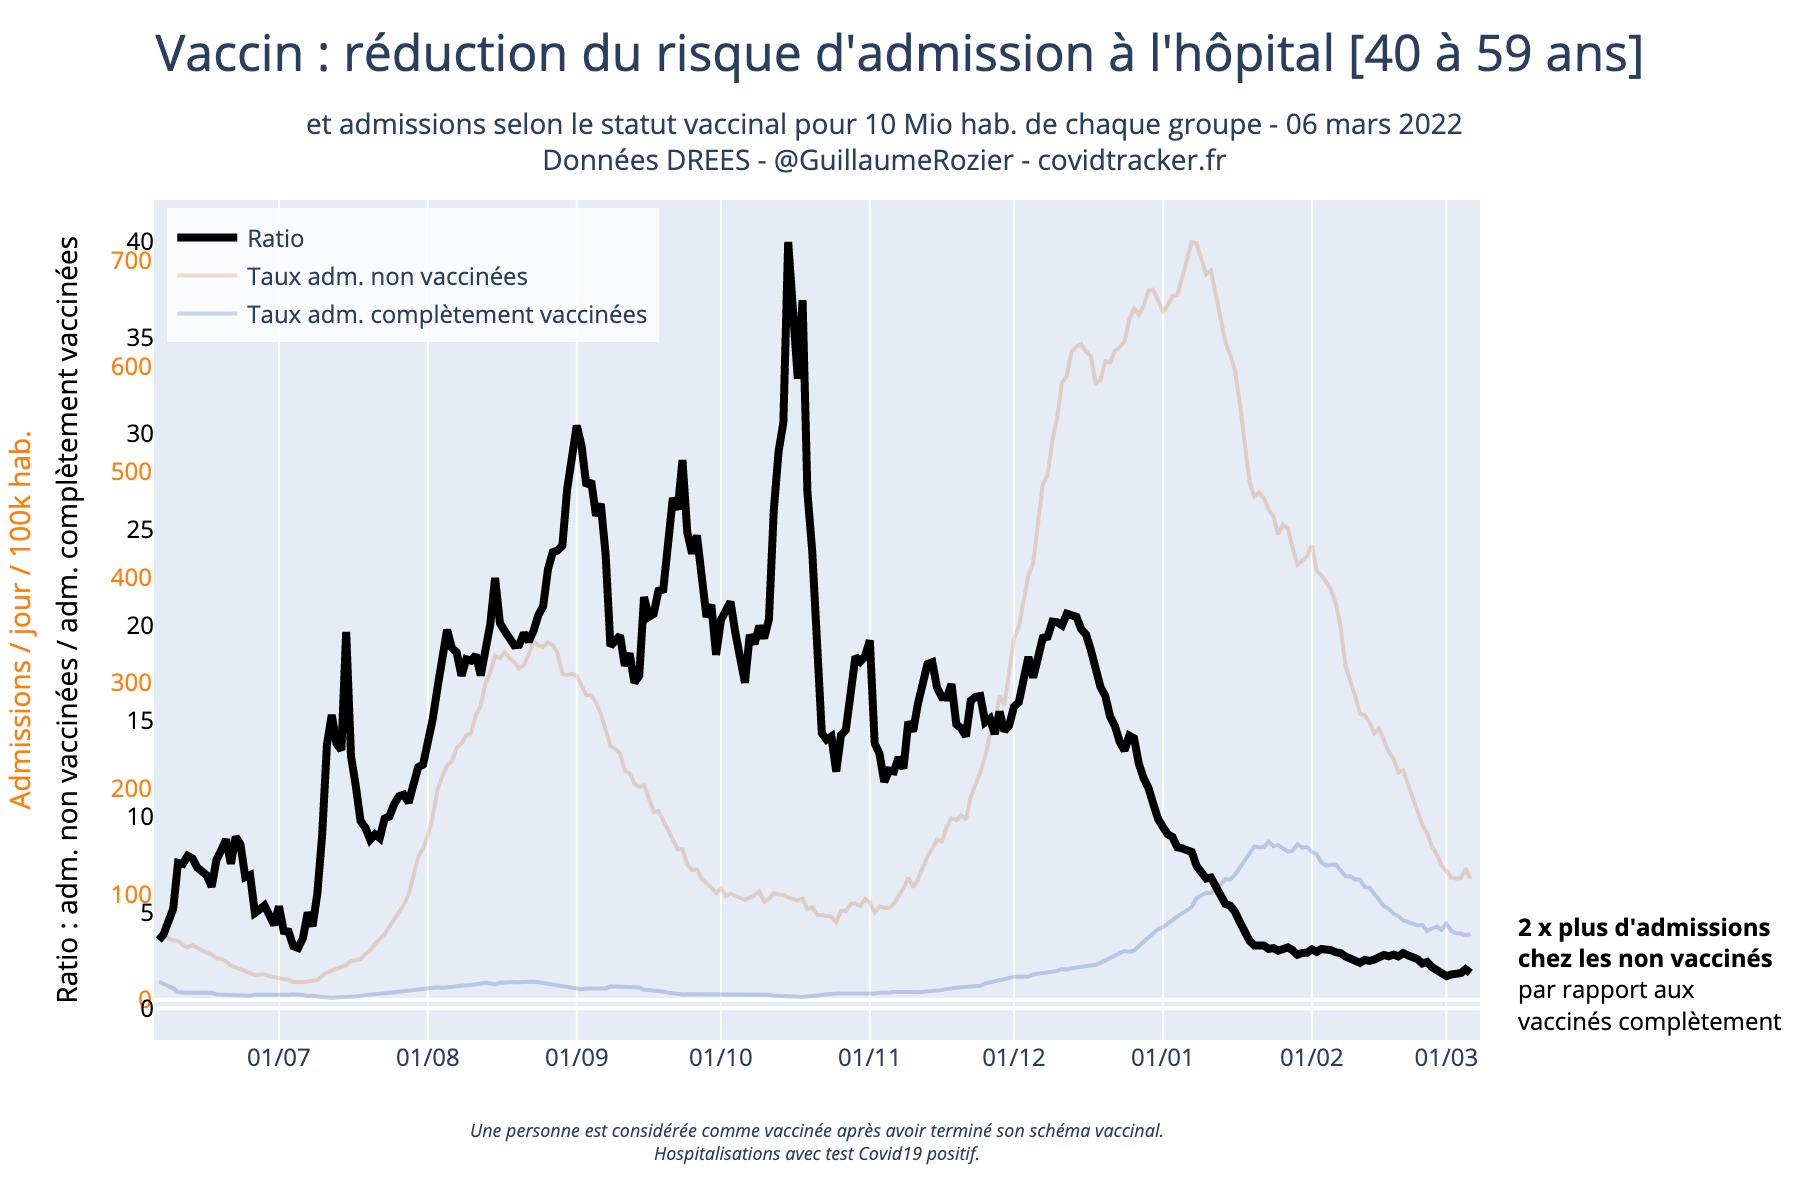 Vaccin : réduction du risque d'admission à l'hôpital [40 à 59 ans]
et admissions selon le statut vaccinal pour 10 Mio hab. de chaque groupe - 06 mars 2022
Données DREES - @GuillaumeRozier - covidtracker.fr
Ratio
Taux adm. non vaccinées
Taux adm. complètement vaccinées
Admissions / jour / 100k hab.
Ratio : adm. non vaccinées / adm. complètement vaccinées
40
700
35
600
30
500
25
400
20
300
15
200
10
100
5
0
0
01/07
01/08
01/09
01/10
01/11
01/12
01/01
01/02
01/03
2 x plus d'admissions
chez les non vaccinés
par rapport aux
vaccinés complètement
Une personne est considérée comme vaccinée après avoir terminé son schéma vaccinal.
Hospitalisations avec test Covid19 positif.